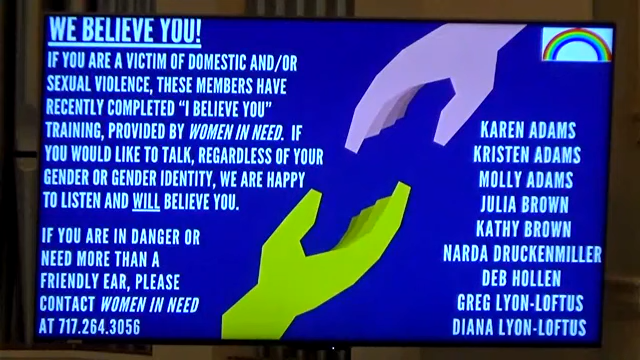 WE BELIEVE YOU!
IF YOU ARE A VICTIM OF DOMESTIC AND/OR
SEXUAL VIOLENCE, THESE MEMBERS HAVE
RECENTLY COMPLETED “I BELIEVE YOU”
TRAINING, PROVIDED BY WOMEN IN NEED. IF
YOU WOULD LIKE TO TALK, REGARDLESS OF YOUR
GENDER OR GENDER IDENTITY, WE ARE HAPPY
TO LISTEN AND WILL BELIEVE YOU.
IF YOU ARE IN DANGER OR
NEED MORE THAN A
FRIENDLY EAR, PLEASE
CONTACT WOMEN IN NEED
AT 717.264.3056
KAREN ADAMS
KRISTEN ADAMS
MOLLY ADAMS
JULIA BROWN
KATHY BROWN
NARDA DRUCKENMILLER
DEB HOLLEN
GREG LYON-LOFTUS
DIANA LYON-LOFTUS